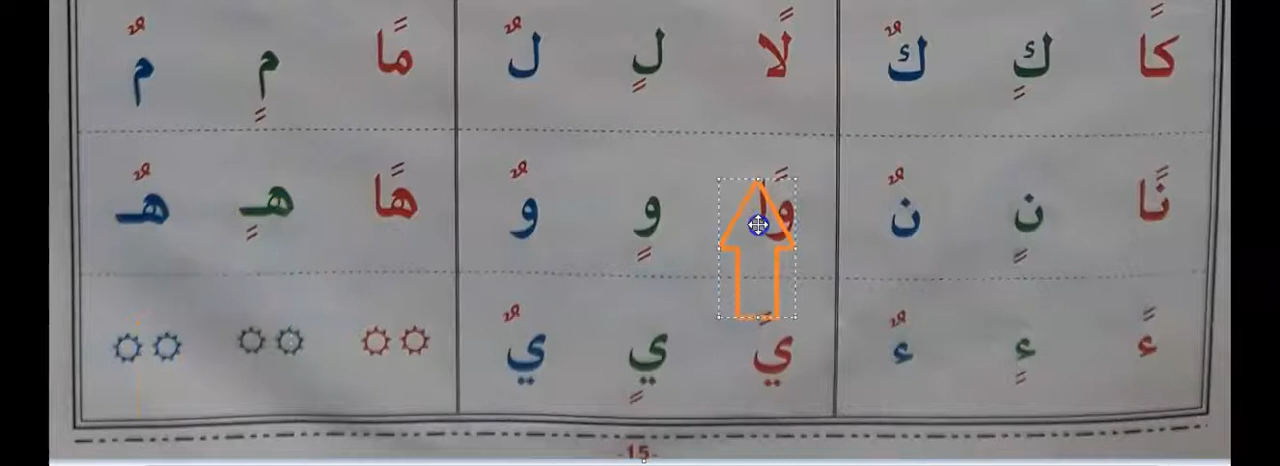 كًا كٍ كٌ لًا لٍ لٌ مًا مٍ مٌ
نًا نٍ نٌ وًا وٍ وٌ هًا هٍـ هٌـ
ءً ءٍ ءٌ يً يٍ يٌ
-15-